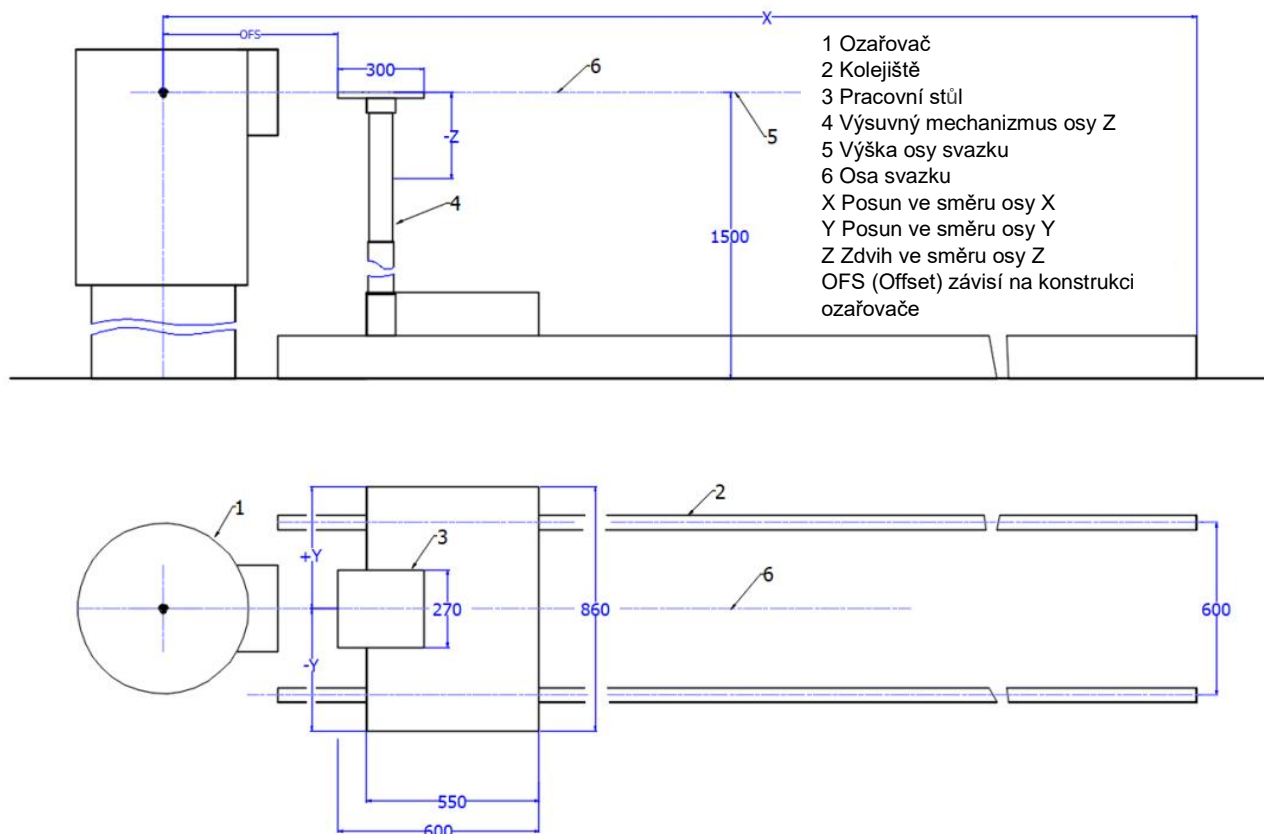 X
OFS
300
6
5
-Z
4
1500
1 Ozařovač
2 Kolejiště
3 Pracovní stůl
4 Výsuvný mechanizmus osy Z
5 Výška osy svazku
6 Osa svazku
X Posun ve směru osy X
Y Posun ve směru osy Y
Z Zdvih ve směru osy Z
OFS (Offset) závisí na konstrukci
ozařovače
1
2
3
+Y
6
270
860
600
-Y
550
600